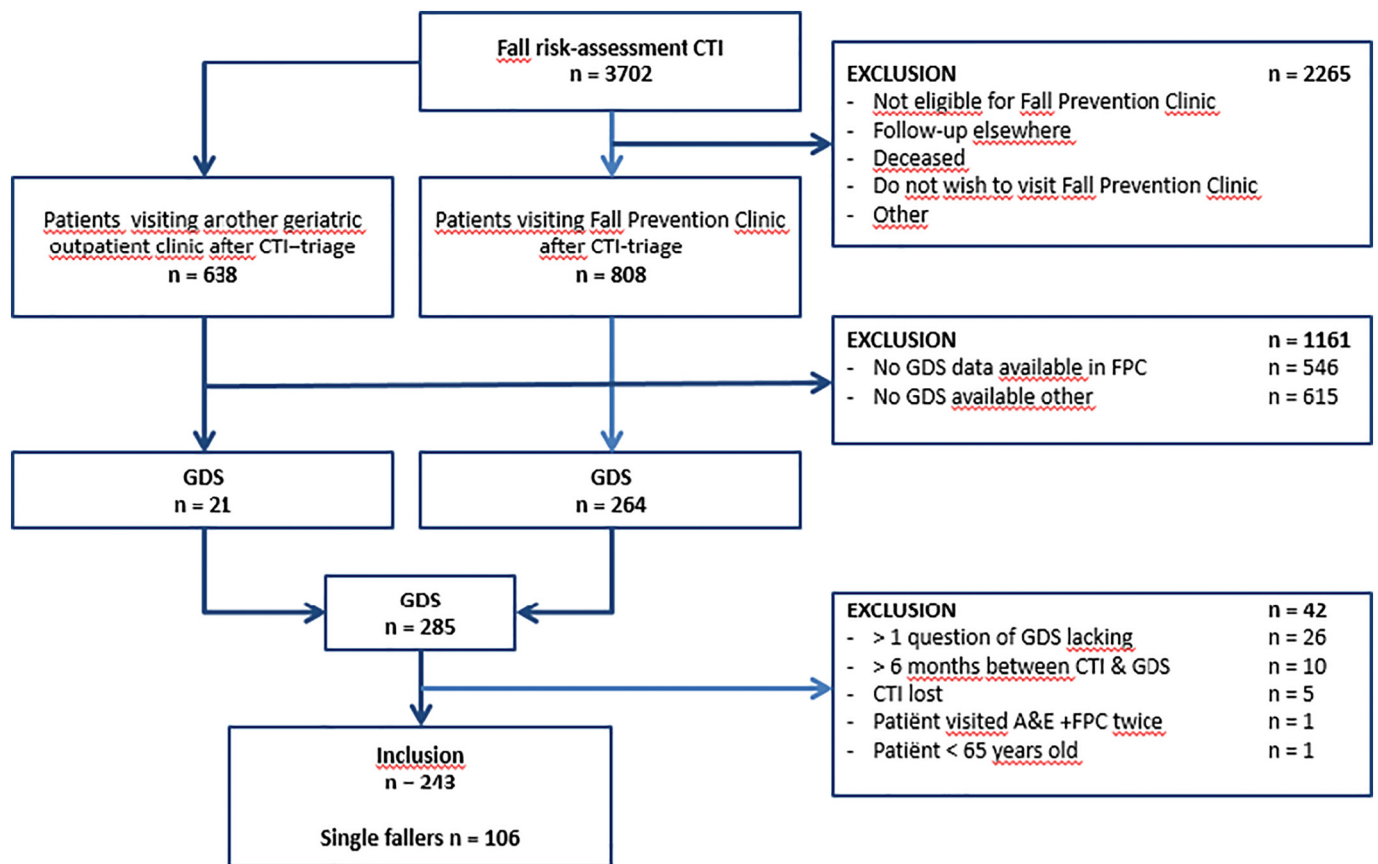 Fall risk-assessment CTI
n = 3702
EXCLUSION n = 2265
- Not eligible for Fall Prevention Clinic
- Follow-up elsewhere
- Deceased
- Do not wish to visit Fall Prevention Clinic
- Other
Patients visiting another geriatric
outpatient clinic after CTI–triage
n = 638
Patients visiting Fall Prevention Clinic
after CTI-triage
n = 808
EXCLUSION n = 1161
- No GDS data available in FPC n = 546
- No GDS available other n = 615
GDS
n = 21
GDS
n = 264
GDS
n = 285
EXCLUSION n = 42
- > 1 question of GDS lacking n = 26
- > 6 months between CTI & GDS n = 10
- CTI lost n = 5
- Patiënt visited A&E +FPC twice n = 1
- Patiënt < 65 years old n = 1
Inclusion
n – 243
Single fallers n = 106